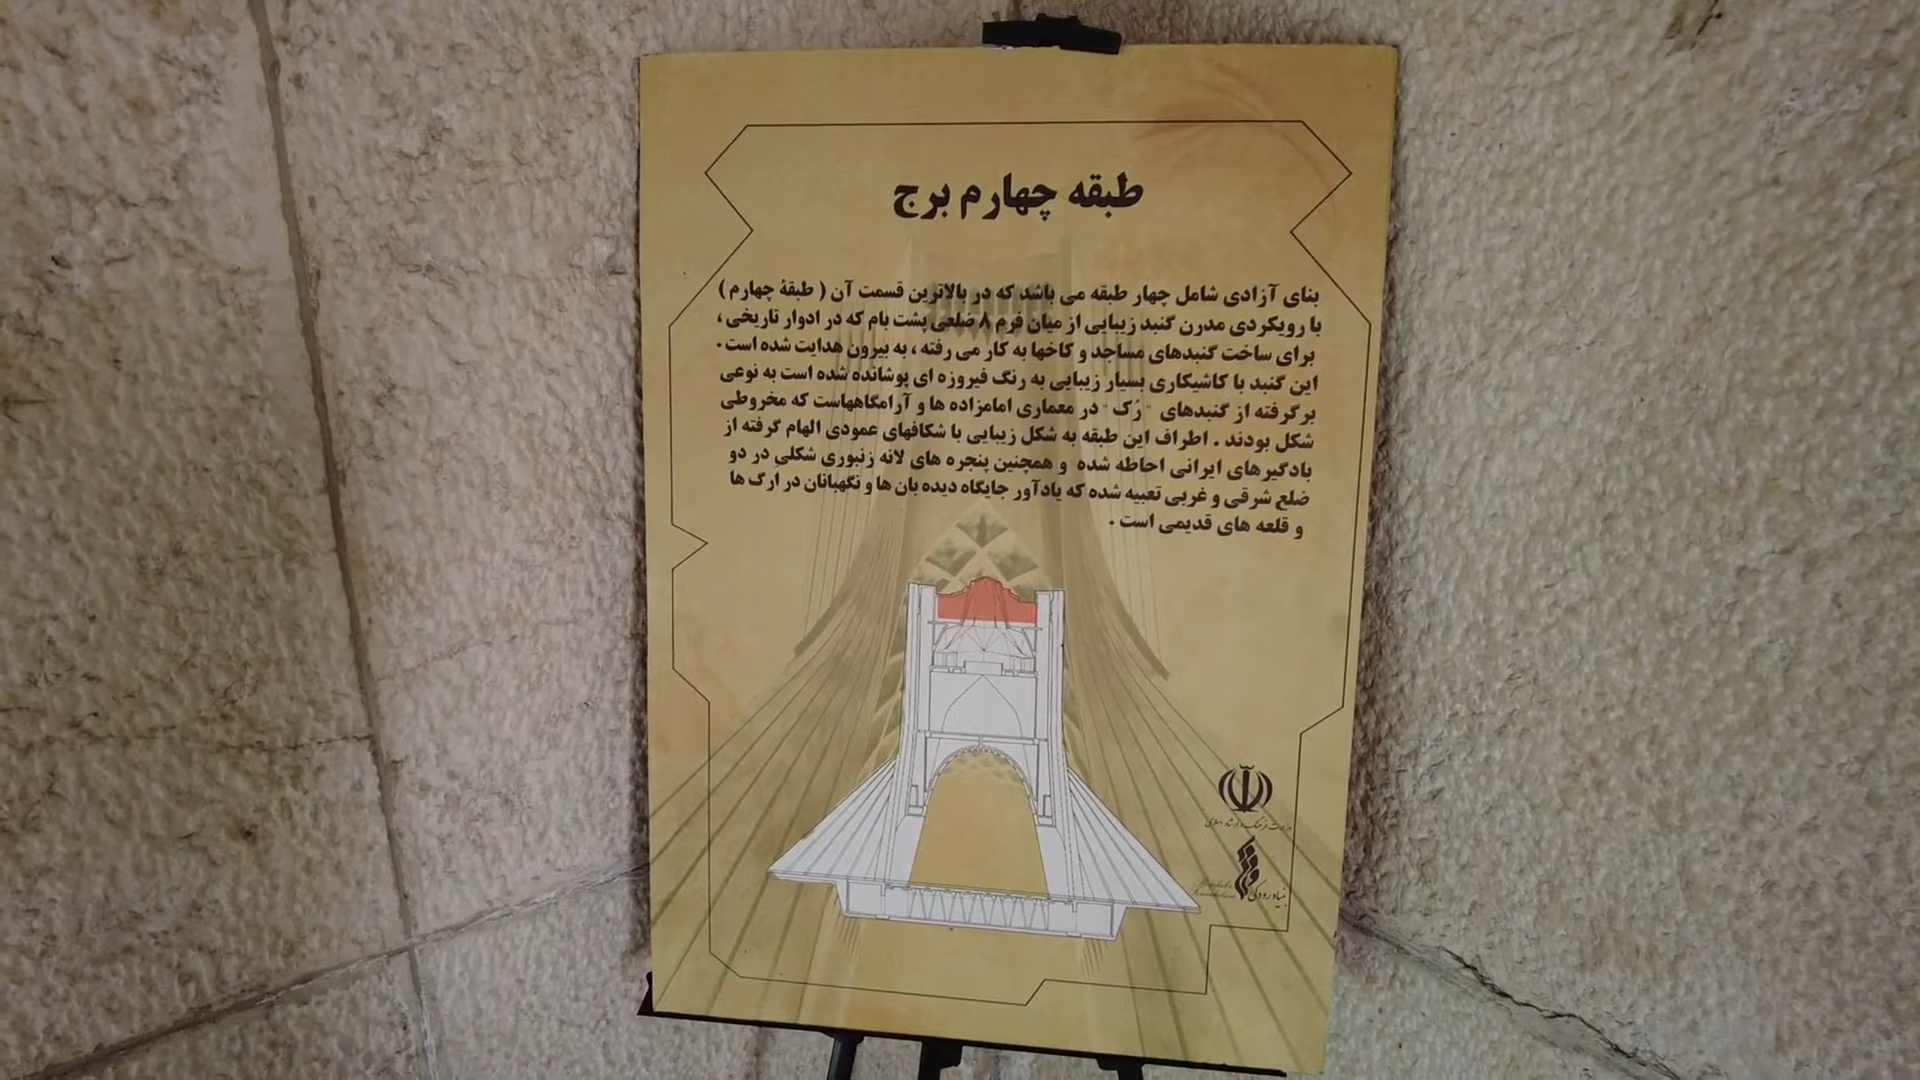 طبقه چهارم برج
بنای آزادی شامل چهار طبقه می باشد که در بالاترین قسمت آن ( طبقهٔ چهارم )
با رویکردی مدرن گنبد زیبایی از میان فرم ۸ ضلعی پشت بام که در ادوار تاریخی ،
برای ساخت گنبدهای مساجد و کاخها به کار می رفته ، به بیرون هدایت شده است .
این گنبد با کاشیکاری بسیار زیبایی به رنگ فیروزه ای پوشانده شده است به نوعی
برگرفته از گنبدهای " رُک " در معماری امامزاده ها و آرامگاههاست که مخروطی
شکل بودند . اطراف این طبقه به شکل زیبایی با شکافهای عمودی الهام گرفته از
بادگیرهای ایرانی احاطه شده و همچنین پنجره های لانه زنبوری شکلی در دو
ضلع شرقی و غربی تعبیه شده که یادآور جایگاه دیده بان ها و نگهبانان در ارگ ها
و قلعه های قدیمی است .
وزارت فرهنگ و ارشاد اسلامی
بنیاد رودکی